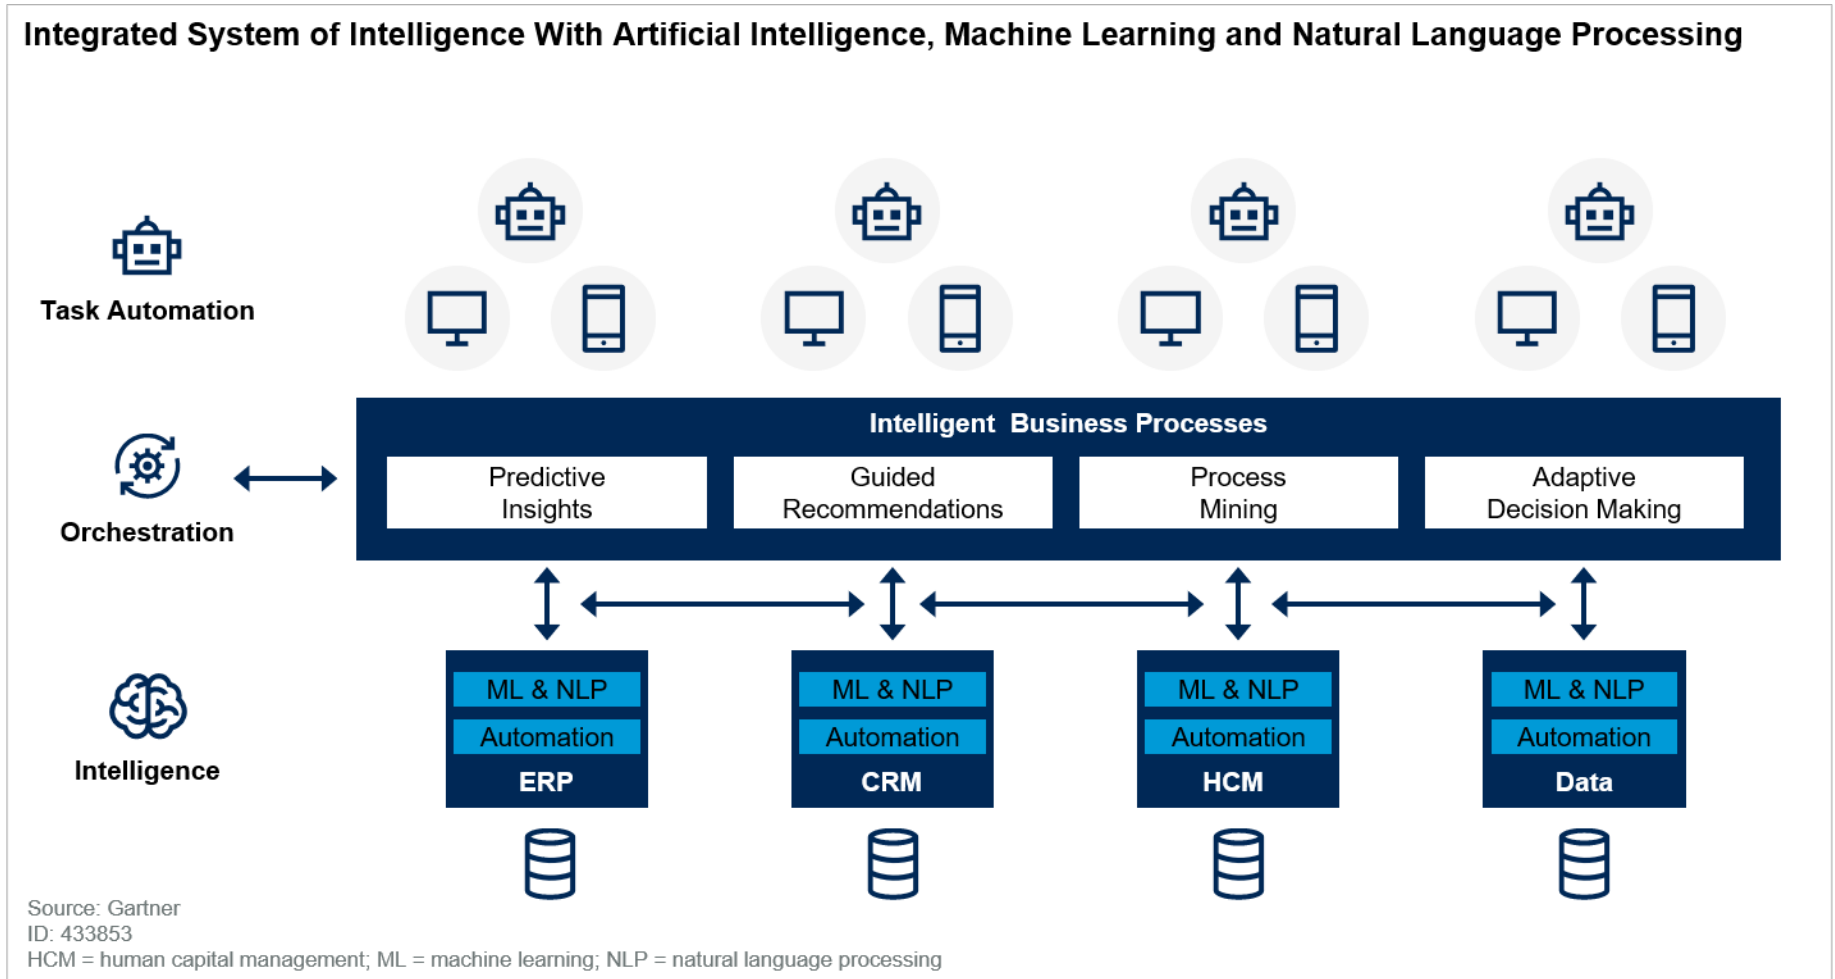 Integrated System of Intelligence With Artificial Intelligence, Machine Learning and Natural Language Processing
Task Automation
Intelligent Business Processes
Predictive
Insights
Guided
Recommendations
Process
Mining
Adaptive
Decision Making
Orchestration
ML & NLP
Automation
ERP
ML & NLP
Automation
CRM
ML & NLP
Automation
HCM
ML & NLP
Automation
Data
Intelligence
Source: Gartner
ID: 433853
HCM = human capital management; ML = machine learning; NLP = natural language processing